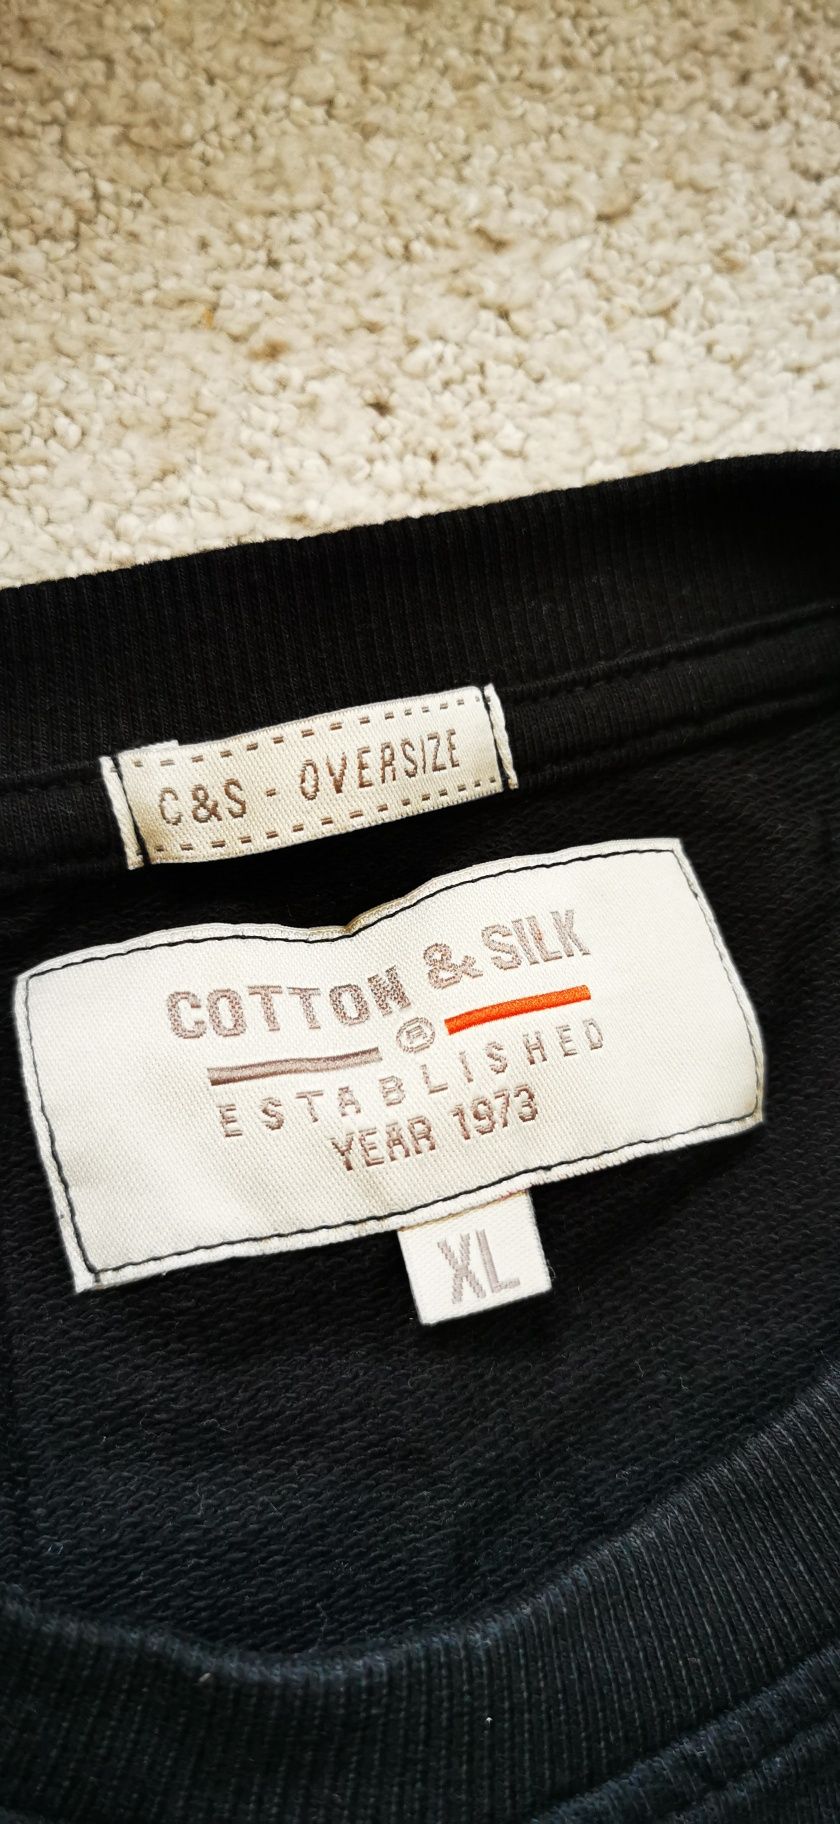 C&S - OVERSIZE
COTTON & SILK
®
ESTABLISHED
YEAR 1973
XL